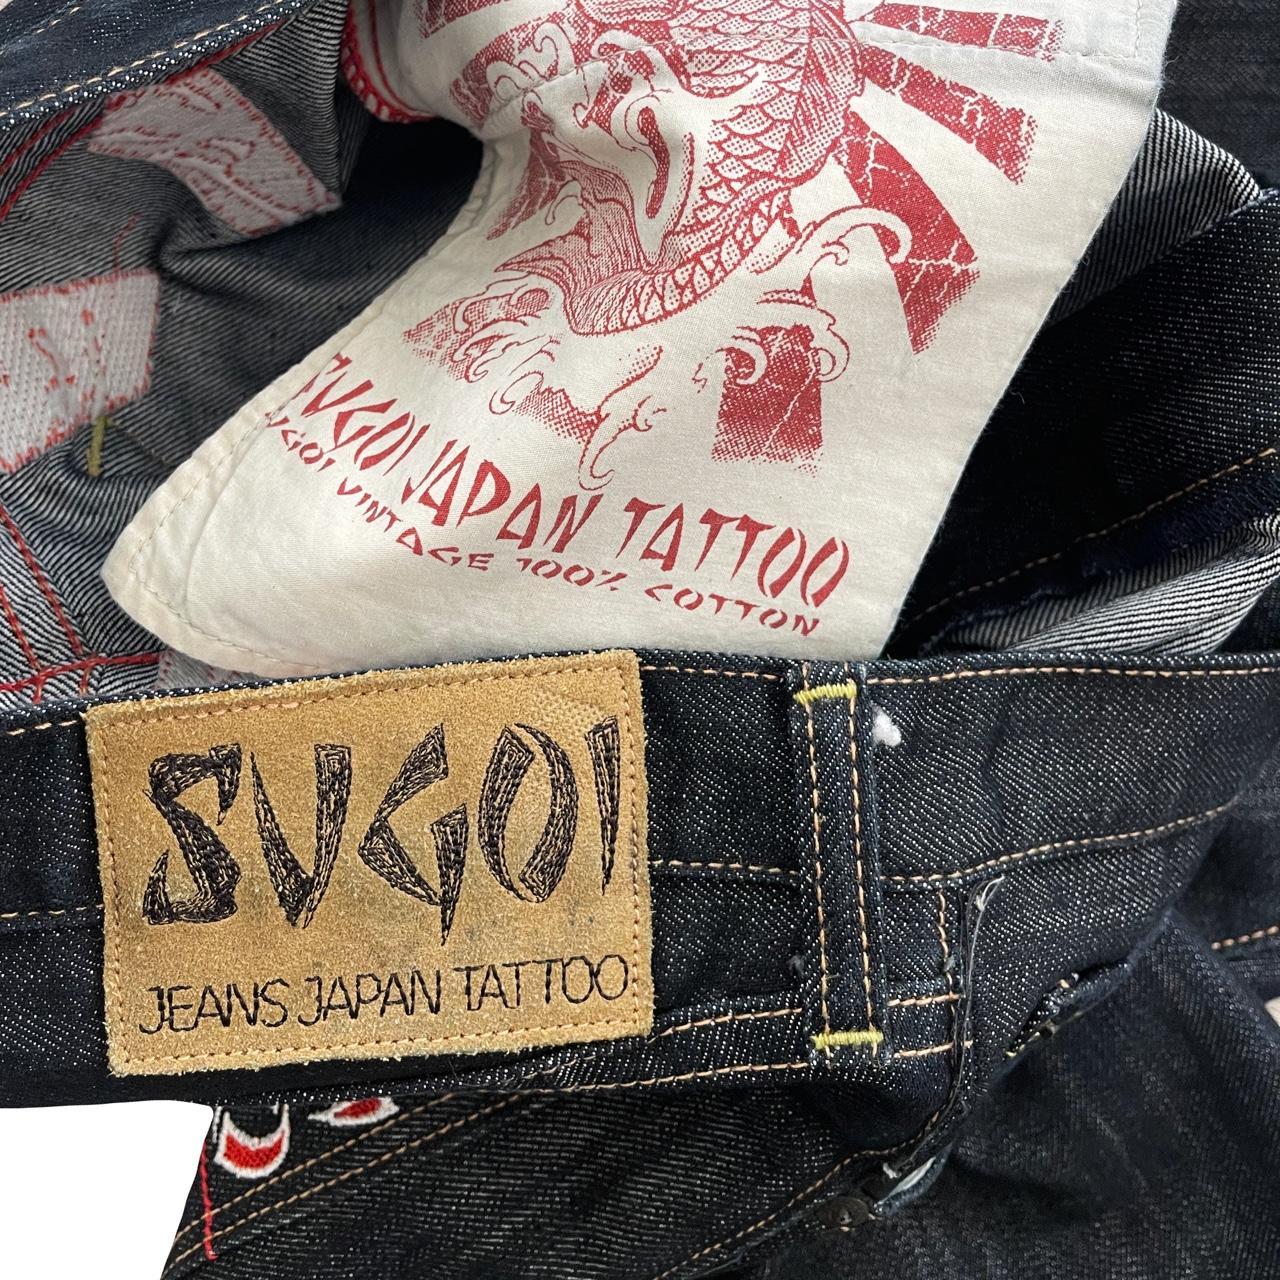 SUGOI JAPAN TATTOO
SUGOI VINTAGE 100% COTTON
SUGOI
JEANS JAPAN TATTOO